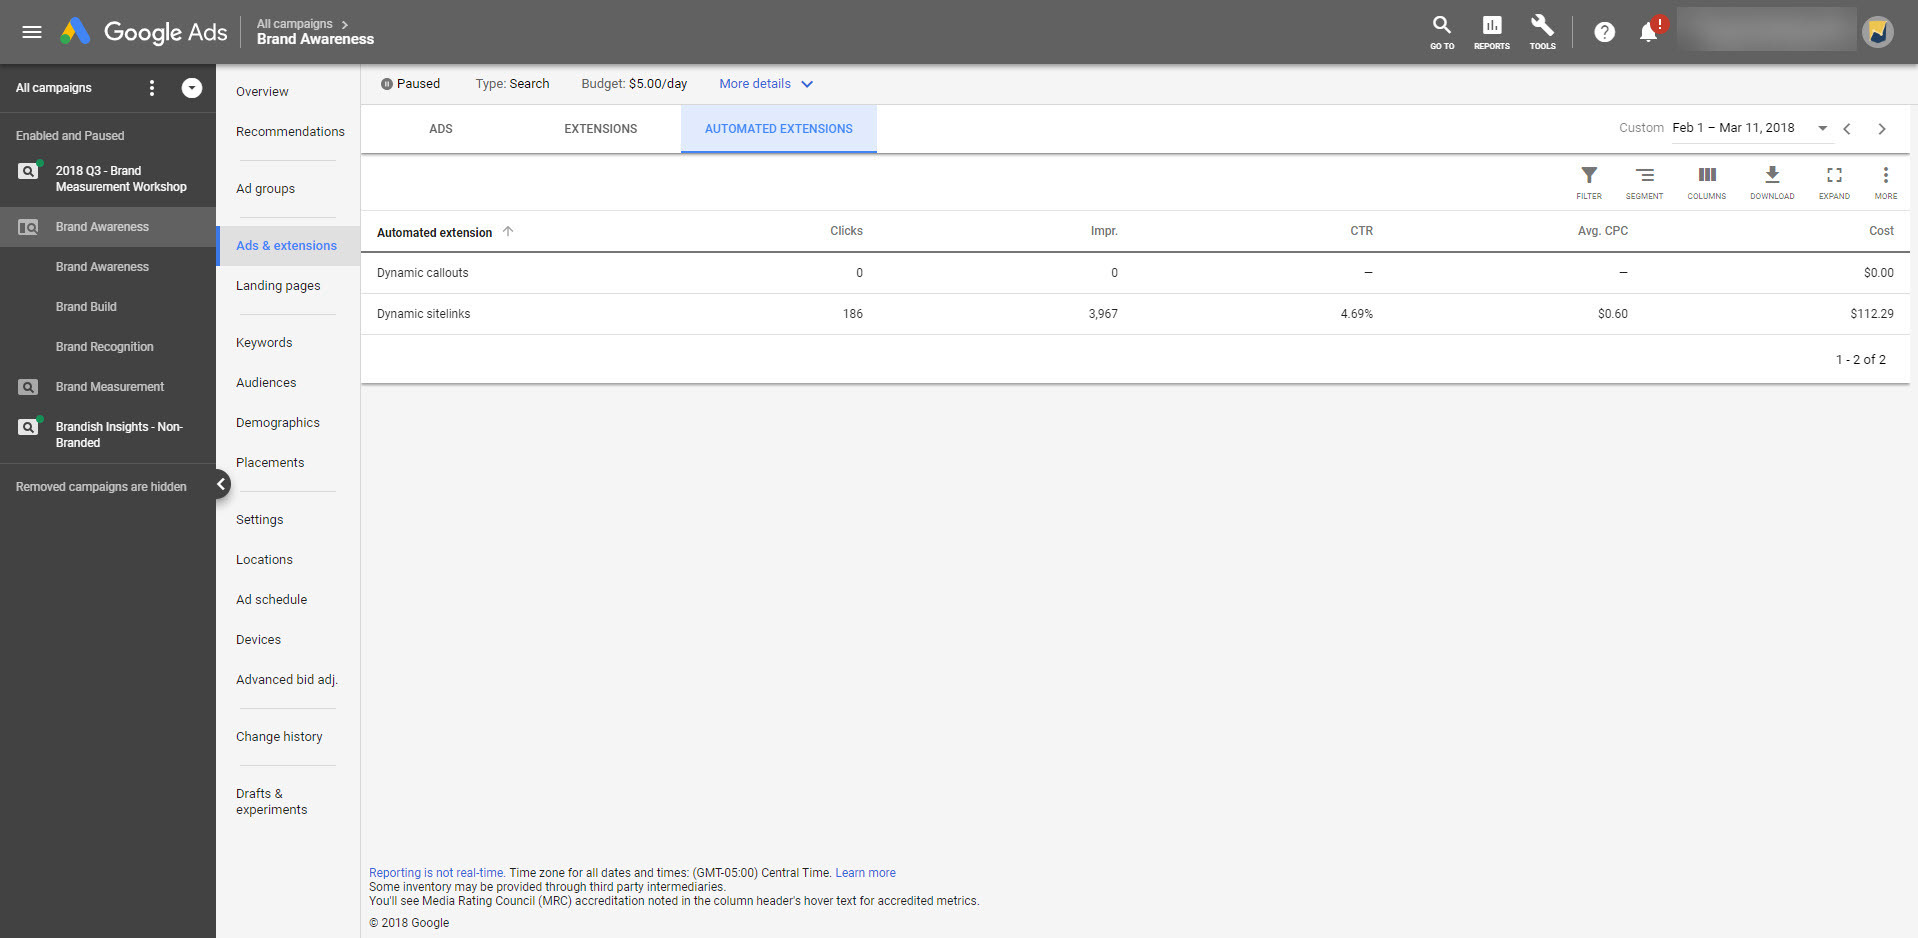 Google Ads
All campaigns
Brand Awareness
GO TO
REPORTS
TOOLS
?
!
All campaigns
Enabled and Paused
2018 Q3 - Brand
Measurement Workshop
Brand Awareness
Brand Awareness
Brand Build
Brand Recognition
Brand Measurement
Brandish Insights - Non-
Branded
Removed campaigns are hidden
Overview
Recommendations
Ad groups
Ads & extensions
Landing pages
Keywords
Audiences
Demographics
Placements
Settings
Locations
Ad schedule
Devices
Advanced bid adj.
Change history
Drafts &
experiments
Paused Type: Search Budget: $5.00/day More details
ADS EXTENSIONS AUTOMATED EXTENSIONS
Custom Feb 1 – Mar 11, 2018
FILTER SEGMENT COLUMNS DOWNLOAD EXPAND MORE
Automated extension Clicks Impr. CTR Avg. CPC Cost
Dynamic callouts 0 0 — — $0.00
Dynamic sitelinks 186 3,967 4.69% $0.60 $112.29
1 - 2 of 2
Reporting is not real-time. Time zone for all dates and times: (GMT-05:00) Central Time. Learn more
Some inventory may be provided through third party intermediaries.
You'll see Media Rating Council (MRC) accreditation noted in the column header's hover text for accredited metrics.
© 2018 Google